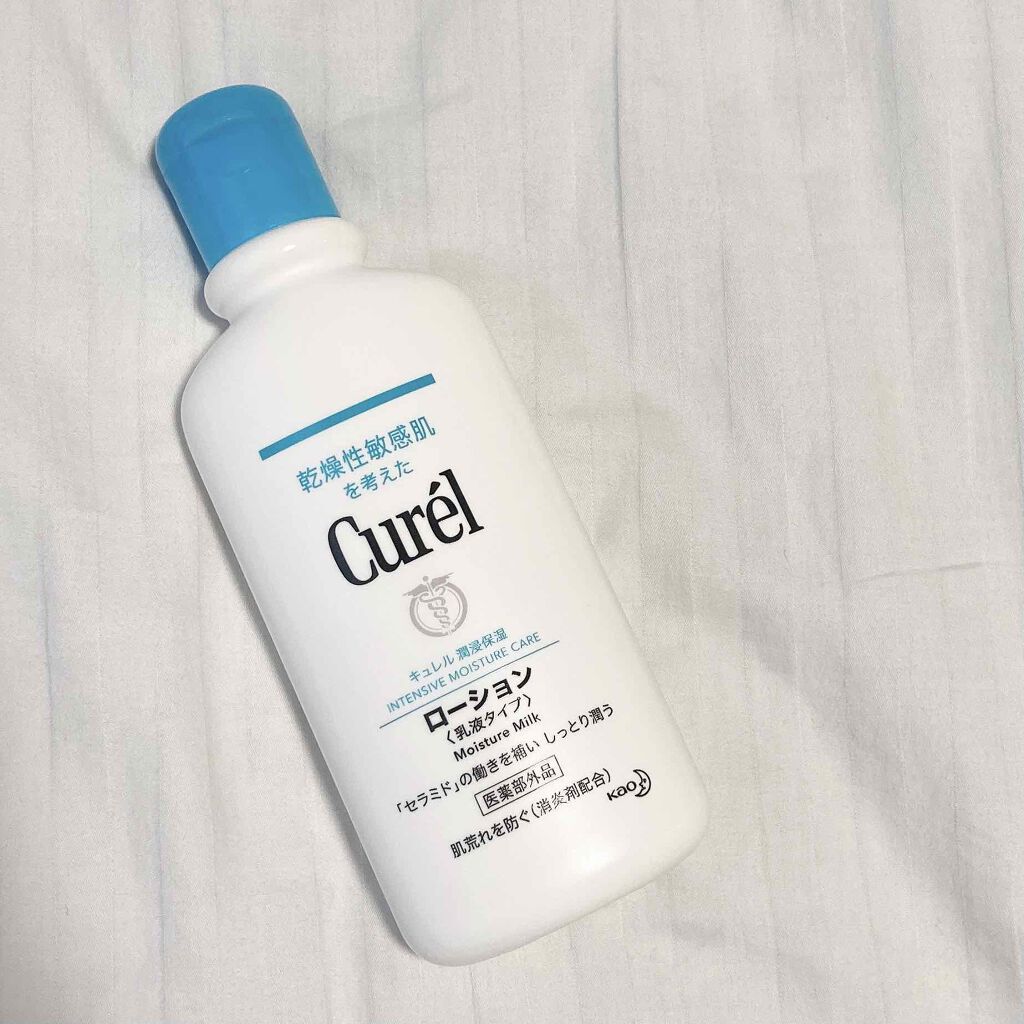 乾燥性敏感肌
を考えた
Curél
キュレル 潤浸保湿
INTENSIVE MOISTURE CARE
ローション
〈乳液タイプ〉
Moisture Milk
「セラミド」の働きを補い しっとり潤う
医薬部外品
肌荒れを防ぐ（消炎剤配合）
Kao